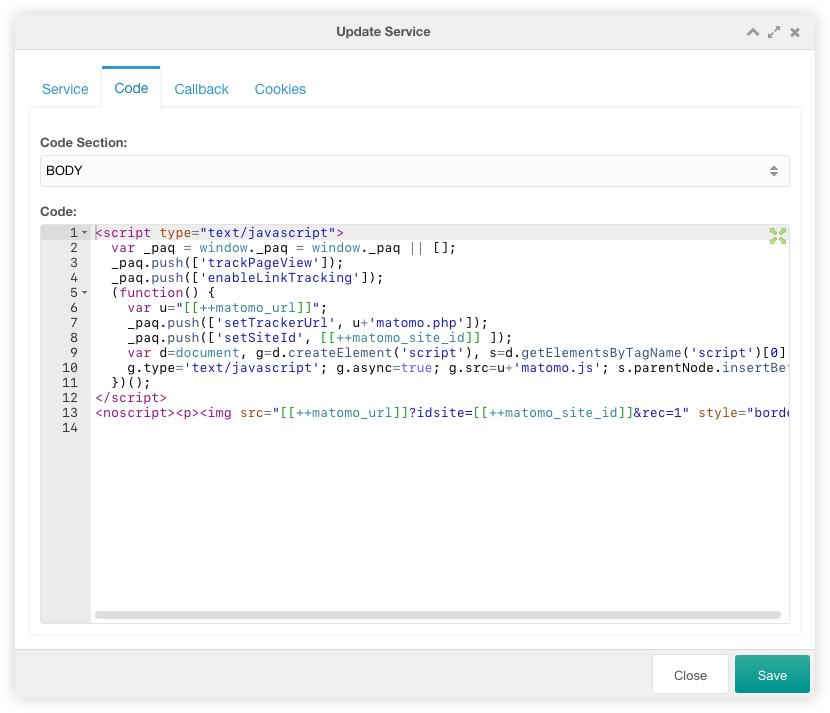 Update Service
Service Code Callback Cookies
Code Section:
BODY
Code:
1 <script type="text/javascript">
2 var _paq = window._paq = window._paq || [];
3 _paq.push(['trackPageView']);
4 _paq.push(['enableLinkTracking']);
5 (function() {
6 var u="[[++matomo_url]]";
7 _paq.push(['setTrackerUrl', u+'matomo.php']);
8 _paq.push(['setSiteId', [[++matomo_site_id]] ]);
9 var d=document, g=d.createElement('script'), s=d.getElementsByTagName('script')[0]
10 g.type='text/javascript'; g.async=true; g.src=u+'matomo.js'; s.parentNode.insertBef
11 })();
12 </script>
13 <noscript><p><img src="[[++matomo_url]]?idsite=[[++matomo_site_id]]&rec=1" style="borde
14
Close Save